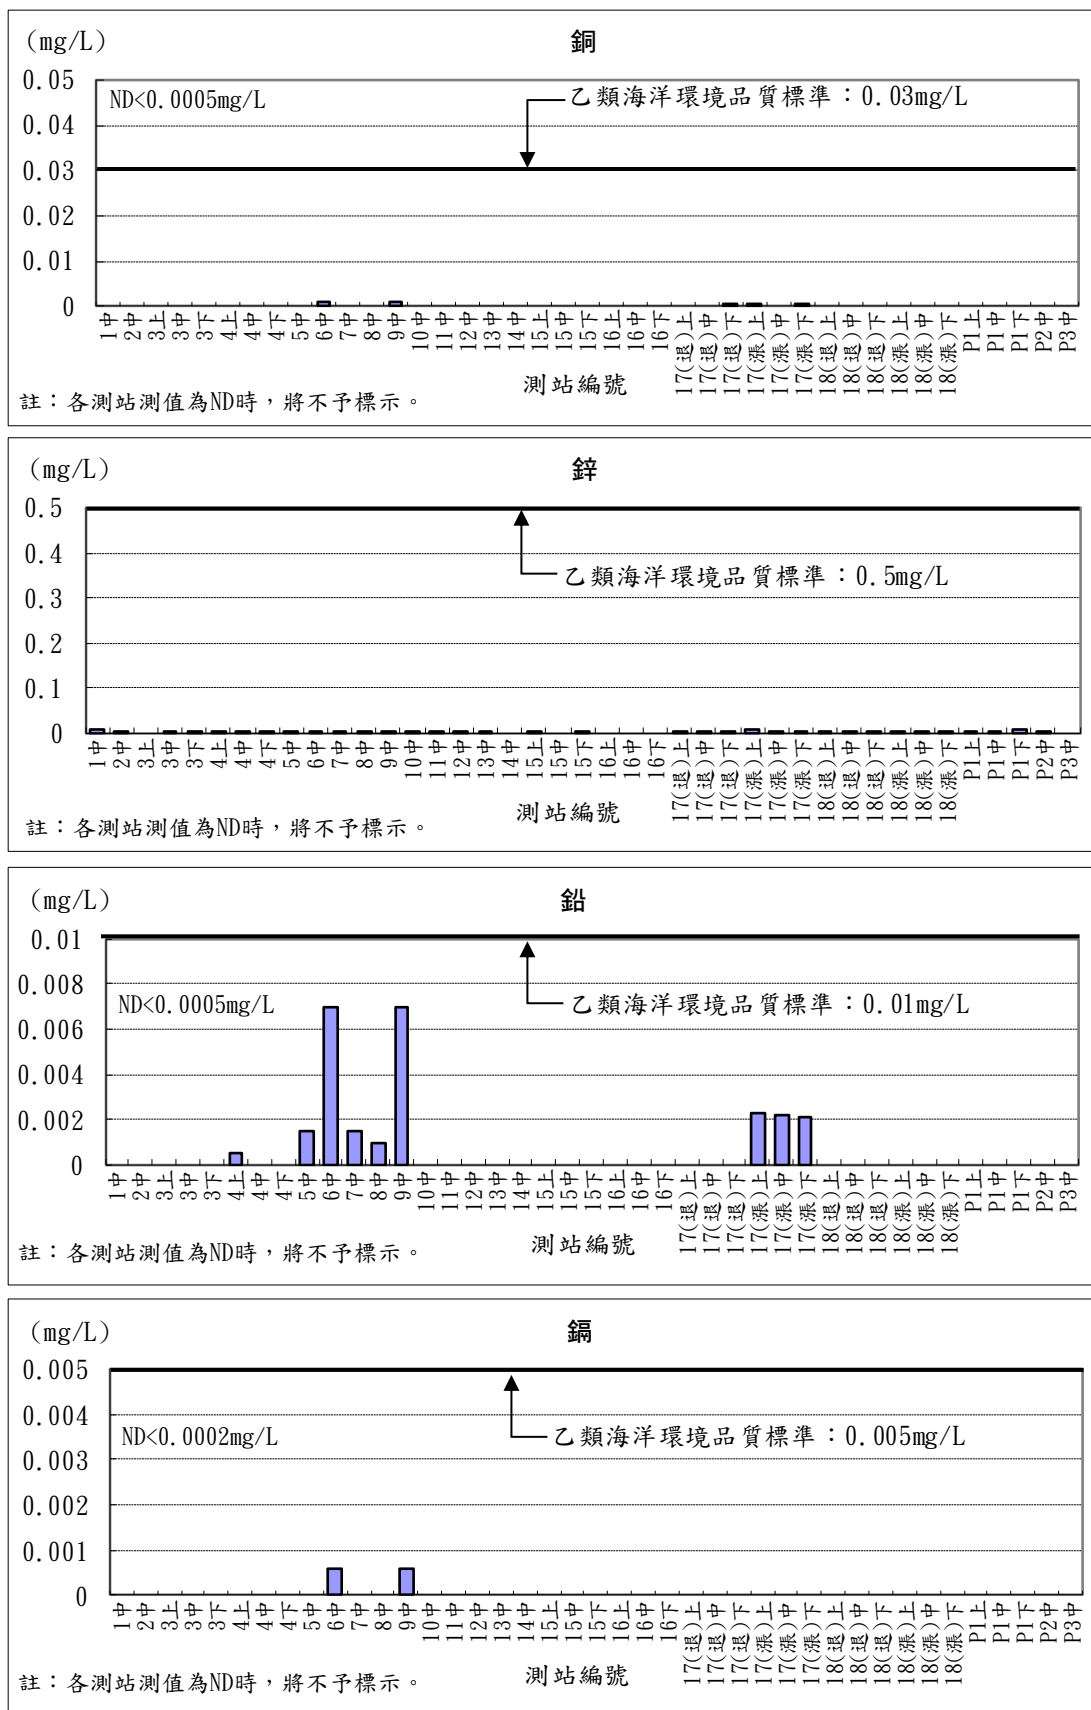 (mg/L)
銅
0.05
ND<0.0005mg/L
乙類海洋環境品質標準：0.03mg/L
0.04
0.03
0.02
0.01
0
1中 2中 3上 3中 3下 4上 4中 4下 5中 6中 7中 8中 9中 10中 11中 12中 13中 14中 15上 15中 15下 16上 16中 16下 17(退)上 17(退)中 17(退)下 17(漲)上 17(漲)中 17(漲)下 18(退)上 18(退)中 18(退)下 18(漲)上 18(漲)中 18(漲)下 P1上 P1中 P1下 P2中 P3中
測站編號
註：各測站測值為ND時，將不予標示。
(mg/L)
鋅
0.5
0.4
乙類海洋環境品質標準：0.5mg/L
0.3
0.2
0.1
0
1中 2中 3上 3中 3下 4上 4中 4下 5中 6中 7中 8中 9中 10中 11中 12中 13中 14中 15上 15中 15下 16上 16中 16下 17(退)上 17(退)中 17(退)下 17(漲)上 17(漲)中 17(漲)下 18(退)上 18(退)中 18(退)下 18(漲)上 18(漲)中 18(漲)下 P1上 P1中 P1下 P2中 P3中
測站編號
註：各測站測值為ND時，將不予標示。
(mg/L)
鉛
0.01
0.008
ND<0.0005mg/L
乙類海洋環境品質標準：0.01mg/L
0.006
0.004
0.002
0
1中 2中 3上 3中 3下 4上 4中 4下 5中 6中 7中 8中 9中 10中 11中 12中 13中 14中 15上 15中 15下 16上 16中 16下 17(退)上 17(退)中 17(退)下 17(漲)上 17(漲)中 17(漲)下 18(退)上 18(退)中 18(退)下 18(漲)上 18(漲)中 18(漲)下 P1上 P1中 P1下 P2中 P3中
測站編號
註：各測站測值為ND時，將不予標示。
(mg/L)
鎘
0.005
0.004
ND<0.0002mg/L
乙類海洋環境品質標準：0.005mg/L
0.003
0.002
0.001
0
1中 2中 3上 3中 3下 4上 4中 4下 5中 6中 7中 8中 9中 10中 11中 12中 13中 14中 15上 15中 15下 16上 16中 16下 17(退)上 17(退)中 17(退)下 17(漲)上 17(漲)中 17(漲)下 18(退)上 18(退)中 18(退)下 18(漲)上 18(漲)中 18(漲)下 P1上 P1中 P1下 P2中 P3中
測站編號
註：各測站測值為ND時，將不予標示。